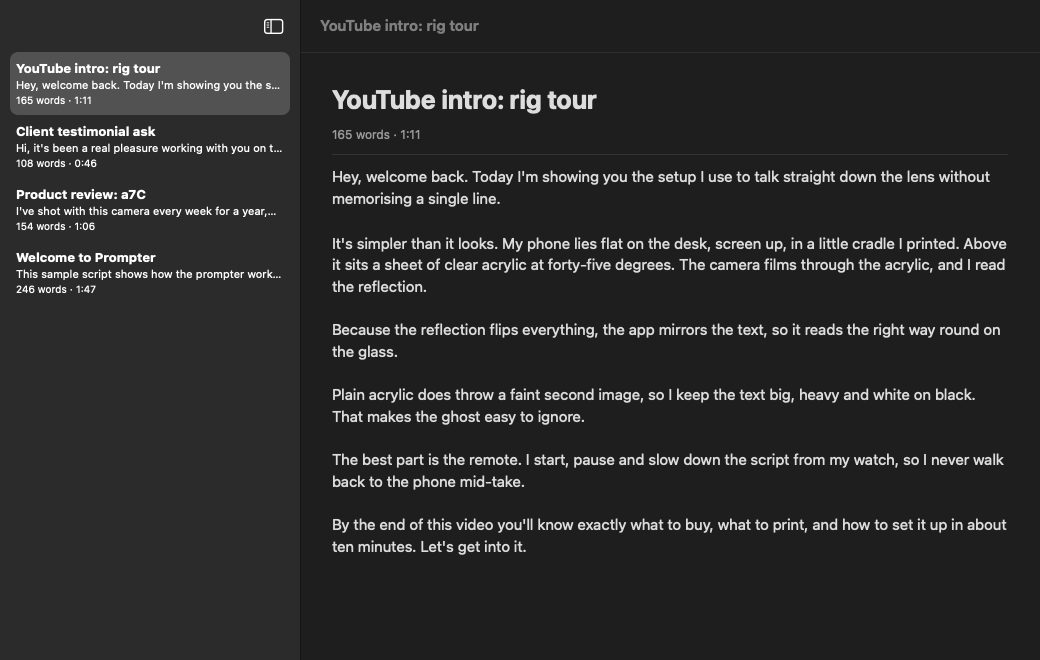 YouTube intro: rig tour
YouTube intro: rig tour
Hey, welcome back. Today I'm showing you the s...
165 words · 1:11
Client testimonial ask
Hi, it's been a real pleasure working with you on t...
108 words · 0:46
Product review: a7C
I've shot with this camera every week for a year,...
154 words · 1:06
Welcome to Prompter
This sample script shows how the prompter work...
246 words · 1:47
YouTube intro: rig tour
165 words · 1:11
Hey, welcome back. Today I'm showing you the setup I use to talk straight down the lens without
memorising a single line.
It's simpler than it looks. My phone lies flat on the desk, screen up, in a little cradle I printed. Above
it sits a sheet of clear acrylic at forty-five degrees. The camera films through the acrylic, and I read
the reflection.
Because the reflection flips everything, the app mirrors the text, so it reads the right way round on
the glass.
Plain acrylic does throw a faint second image, so I keep the text big, heavy and white on black.
That makes the ghost easy to ignore.
The best part is the remote. I start, pause and slow down the script from my watch, so I never walk
back to the phone mid-take.
By the end of this video you'll know exactly what to buy, what to print, and how to set it up in about
ten minutes. Let's get into it.